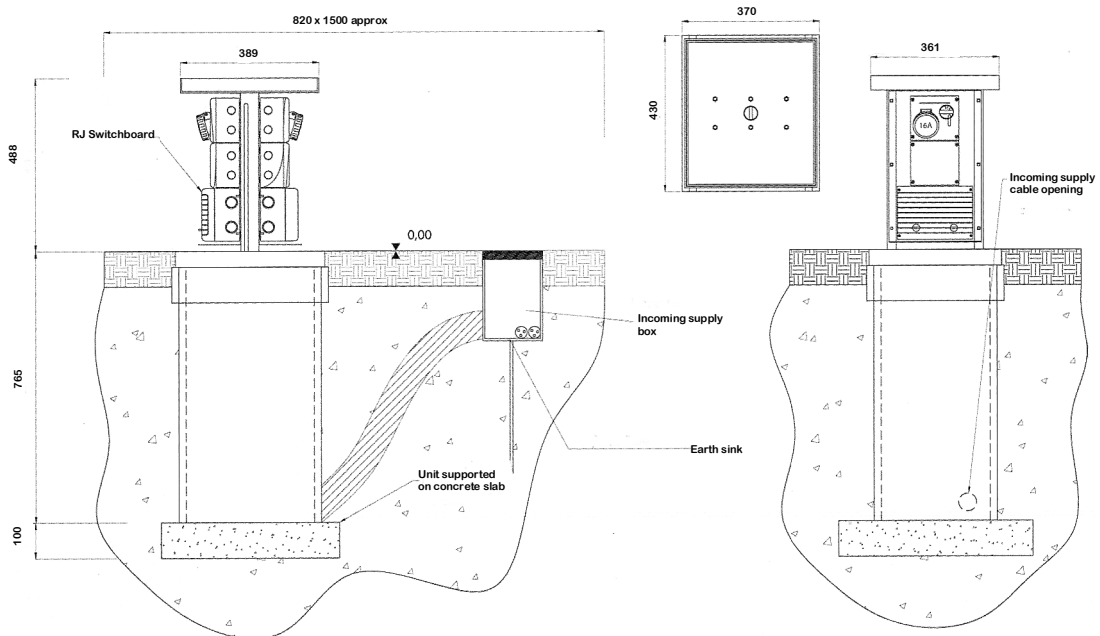 820 x 1500 approx
389
370
361
430
488
RJ Switchboard
16A
Incoming supply
cable opening
0,00
Incoming supply
box
765
Earth sink
Unit supported
on concrete slab
100